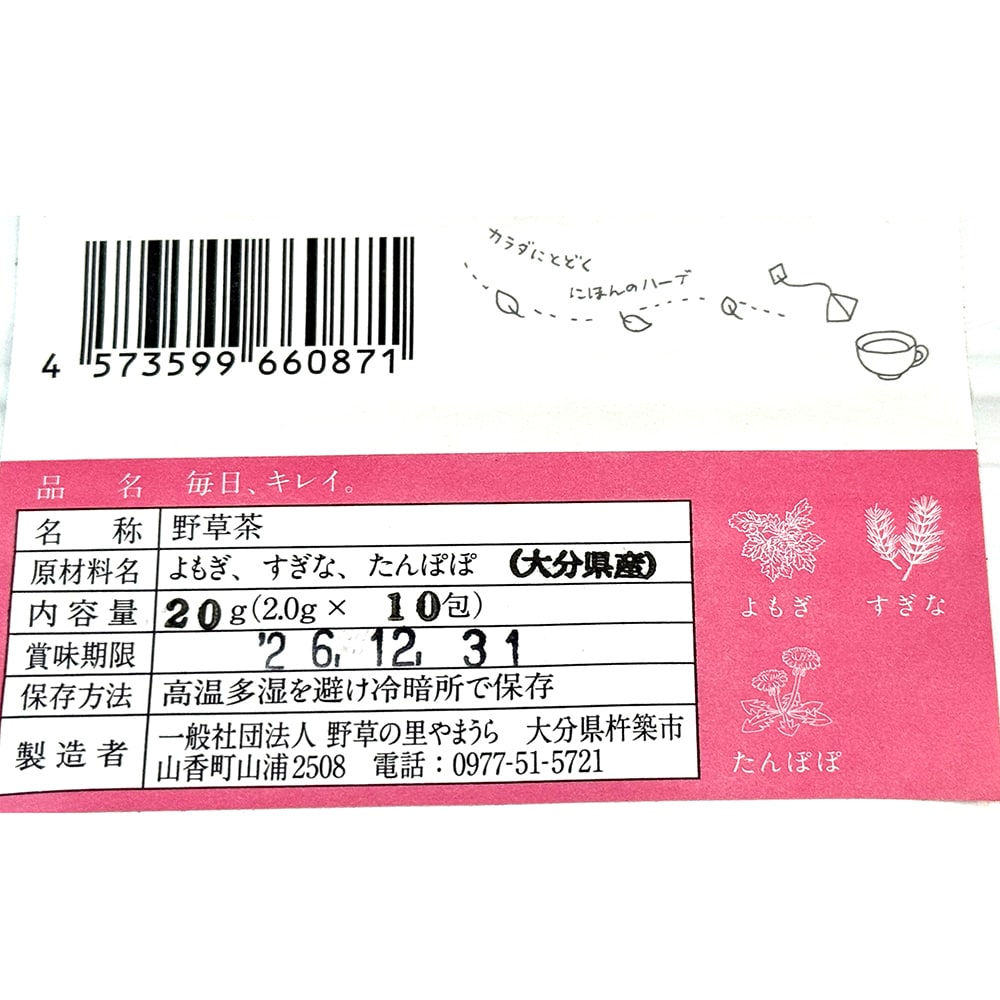 カラダにとどく
にほんのハーブ
4 573599 660871
品名 毎日、キレイ。
名称 野草茶
原材料名 よもぎ、すぎな、たんぽぽ (大分県産)
内容量 20g(2.0g× 10包)
賞味期限 '26.12.31
保存方法 高温多湿を避け冷暗所で保存
製造者 一般社団法人 野草の里やまうら 大分県杵築市
山香町山浦2508 電話:0977-51-5721
よもぎ
すぎな
たんぽぽ